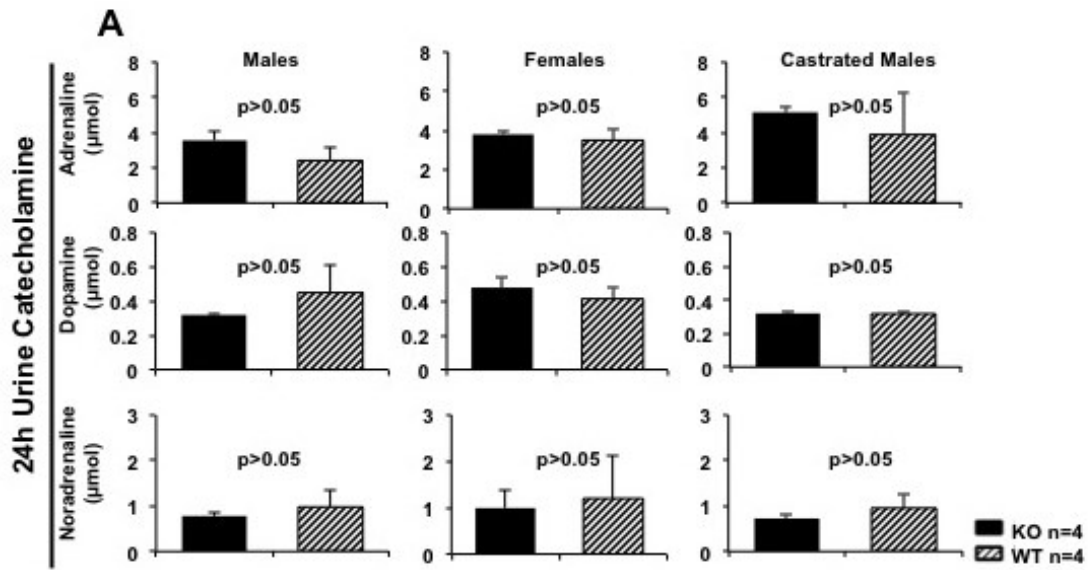 A
Males
Females
Castrated Males
24h Urine Catecholamine
Adrenaline
(µmol)
8
6
4
2
0
p>0.05
8
6
4
2
0
p>0.05
8
6
4
2
0
p>0.05
Dopamine
(µmol)
0.8
0.6
0.4
0.2
0
p>0.05
0.8
0.6
0.4
0.2
0
p>0.05
0.8
0.6
0.4
0.2
0
p>0.05
Noradrenaline
(µmol)
3
2
1
0
p>0.05
3
2
1
0
p>0.05
3
2
1
0
p>0.05
KO n=4
WT n=4